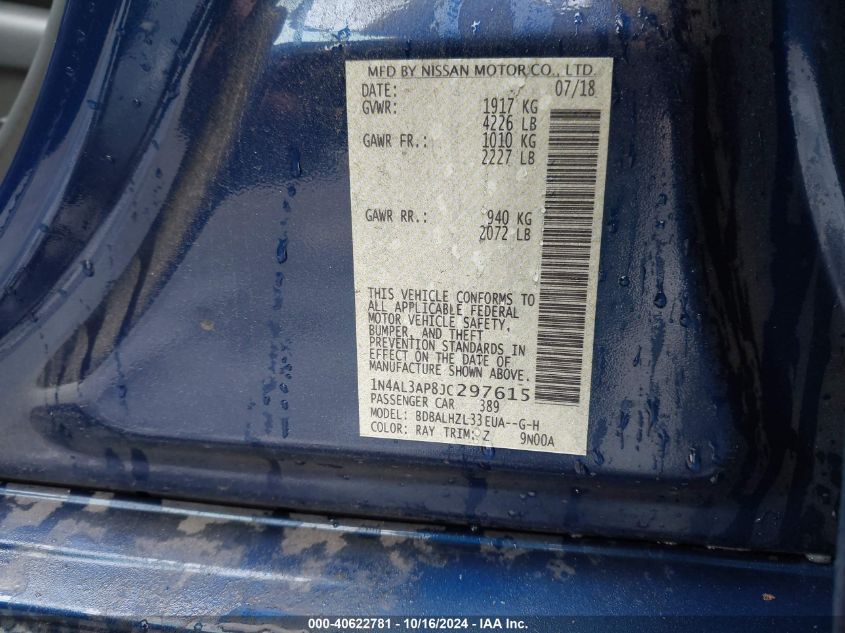 MFD BY NISSAN MOTOR CO., LTD.
DATE: 07/18
GVWR: 1917 KG
4226 LB
GAWR FR.: 1010 KG
2227 LB
GAWR RR.: 940 KG
2072 LB
THIS VEHICLE CONFORMS TO
ALL APPLICABLE FEDERAL
MOTOR VEHICLE SAFETY,
BUMPER, AND THEFT
PREVENTION STANDARDS IN
EFFECT ON THE DATE OF
MANUFACTURE SHOWN ABOVE.
1N4AL3AP8JC297615
PASSENGER CAR 389
MODEL: BDBALHZL33EUA--G-H
COLOR: RAY TRIM: Z 9N00A
000-40622781 - 10/16/2024 - IAA Inc.